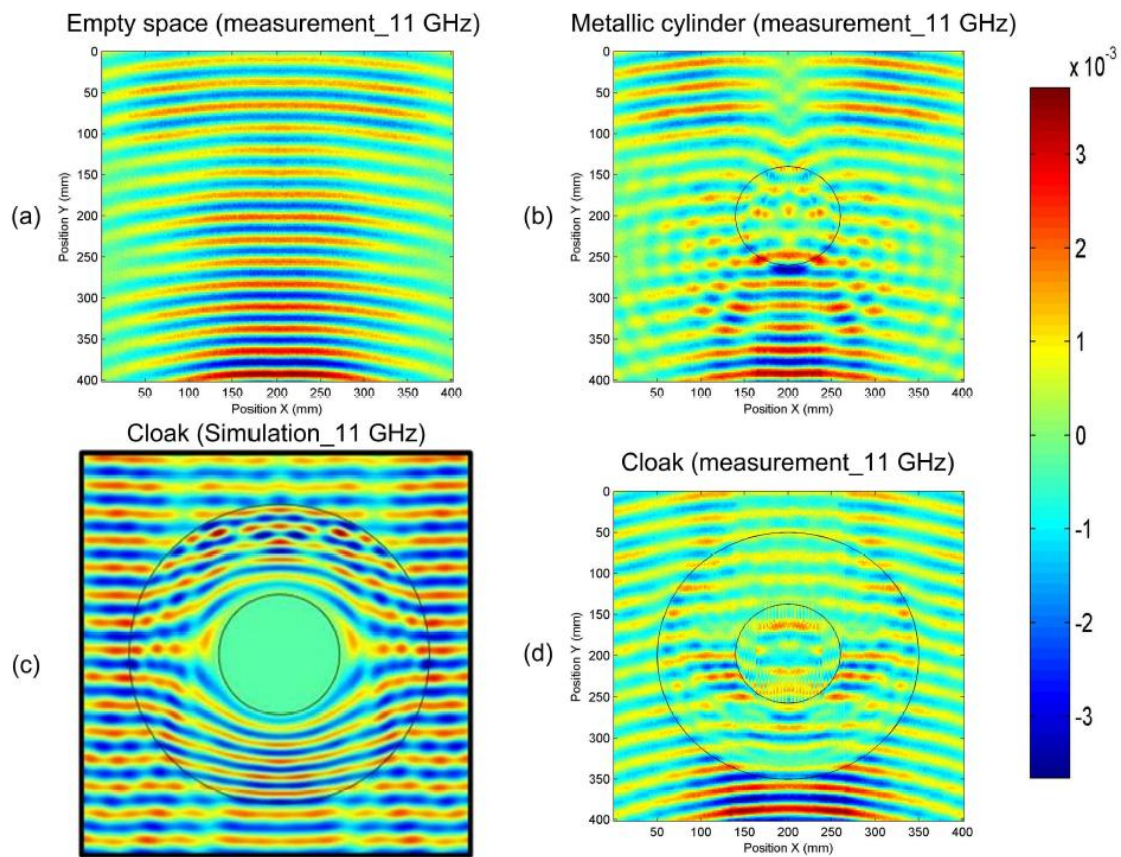 Empty space (measurement_11 GHz)
Metallic cylinder (measurement_11 GHz)
0
50
100
150
200
250
300
350
400
Position Y (mm)
50 100 150 200 250 300 350 400
Position X (mm)
(a)
0
50
100
150
200
250
300
350
400
Position Y (mm)
50 100 150 200 250 300 350 400
Position X (mm)
(b)
x 10-3
3
2
1
0
-1
-2
-3
Cloak (Simulation_11 GHz)
(c)
Cloak (measurement_11 GHz)
0
50
100
150
200
250
300
350
400
Position Y (mm)
50 100 150 200 250 300 350 400
Position X (mm)
(d)